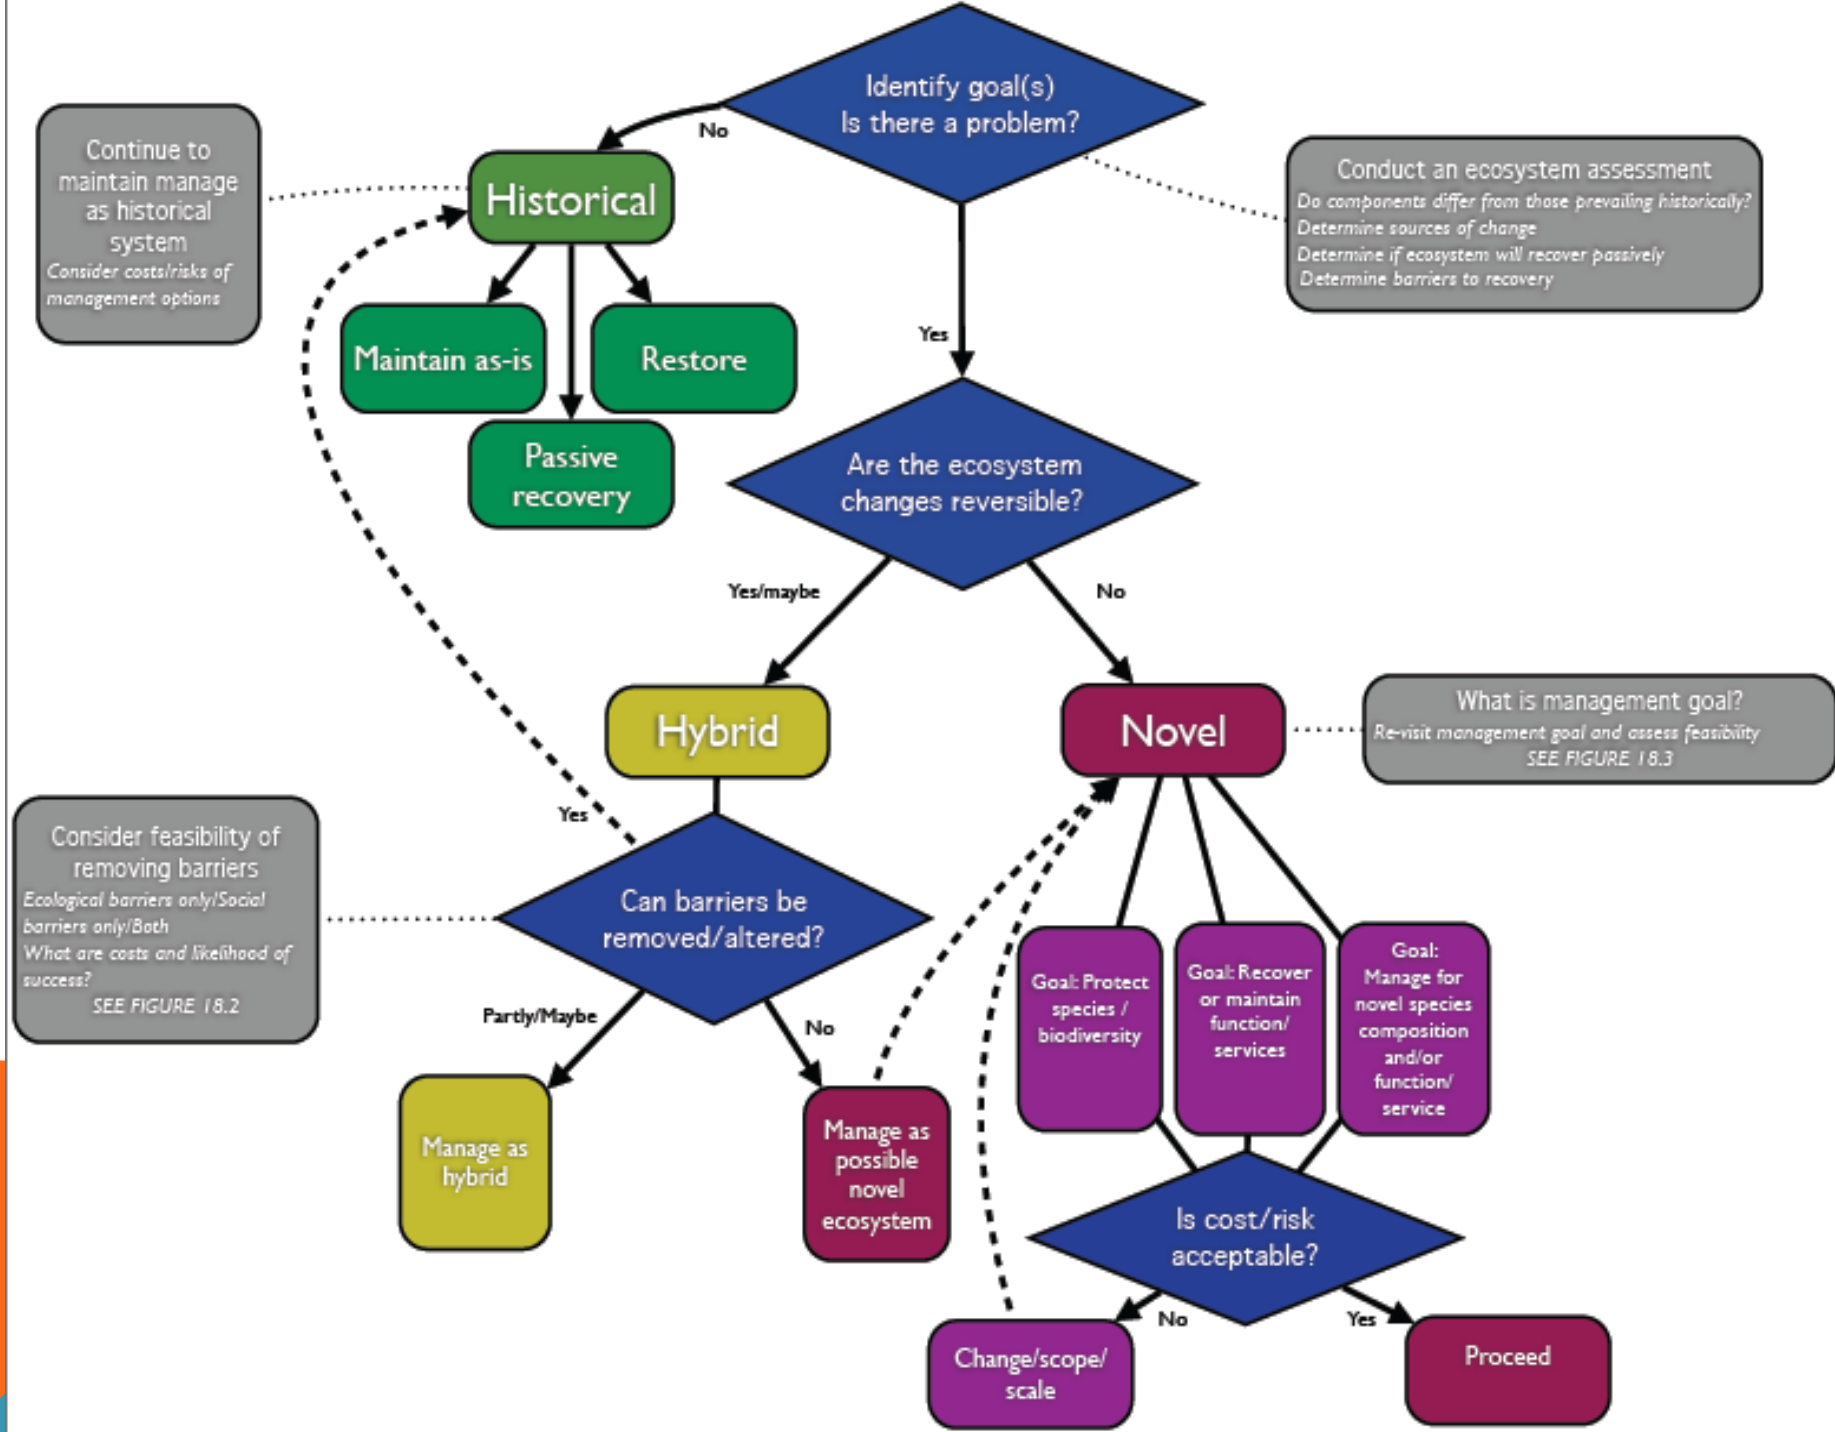 Identify goal(s)
Is there a problem?
No
Continue to
maintain manage
as historical
system
Consider costs/risks of
management options
Historical
Conduct an ecosystem assessment
Do components differ from those prevailing historically?
Determine sources of change
Determine if ecosystem will recover passively
Determine barriers to recovery
Yes
Maintain as-is
Restore
Passive
recovery
Are the ecosystem
changes reversible?
Yes/maybe
No
Hybrid
Novel
What is management goal?
Re-visit management goal and assess feasibility
SEE FIGURE 18.3
Yes
Consider feasibility of
removing barriers
Ecological barriers only/Social
barriers only/Both
What are costs and likelihood of
success?
SEE FIGURE 18.2
Can barriers be
removed/altered?
Partly/Maybe
No
Goal: Protect
species /
biodiversity
Goal: Recover
or maintain
function/
services
Goal:
Manage for
novel species
composition
and/or
function/
service
Manage as
hybrid
Manage as
possible
novel
ecosystem
Is cost/risk
acceptable?
No
Yes
Change/scope/
scale
Proceed